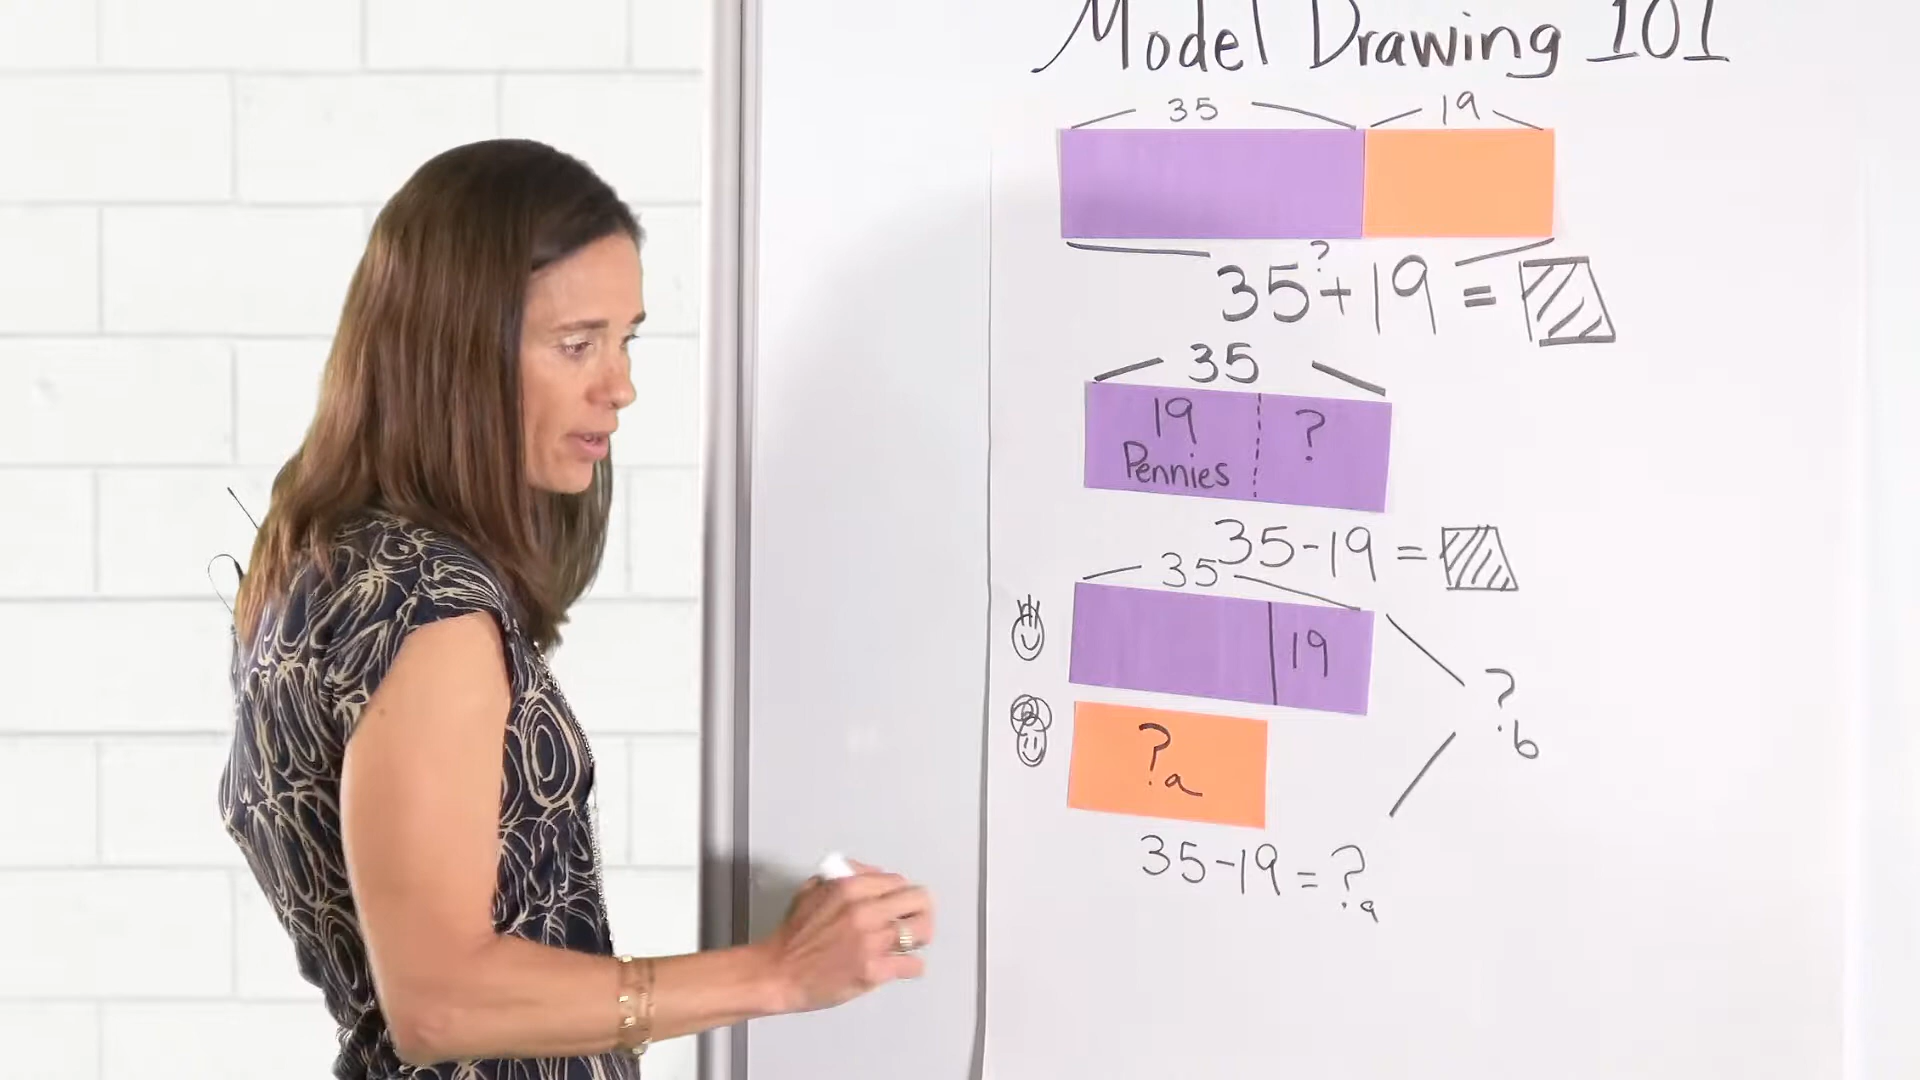 Model Drawing 101
35 19
?
35+19 =
35
19 ?
Pennies
35-19 =
35
19
?a
?b
35-19 = ?a